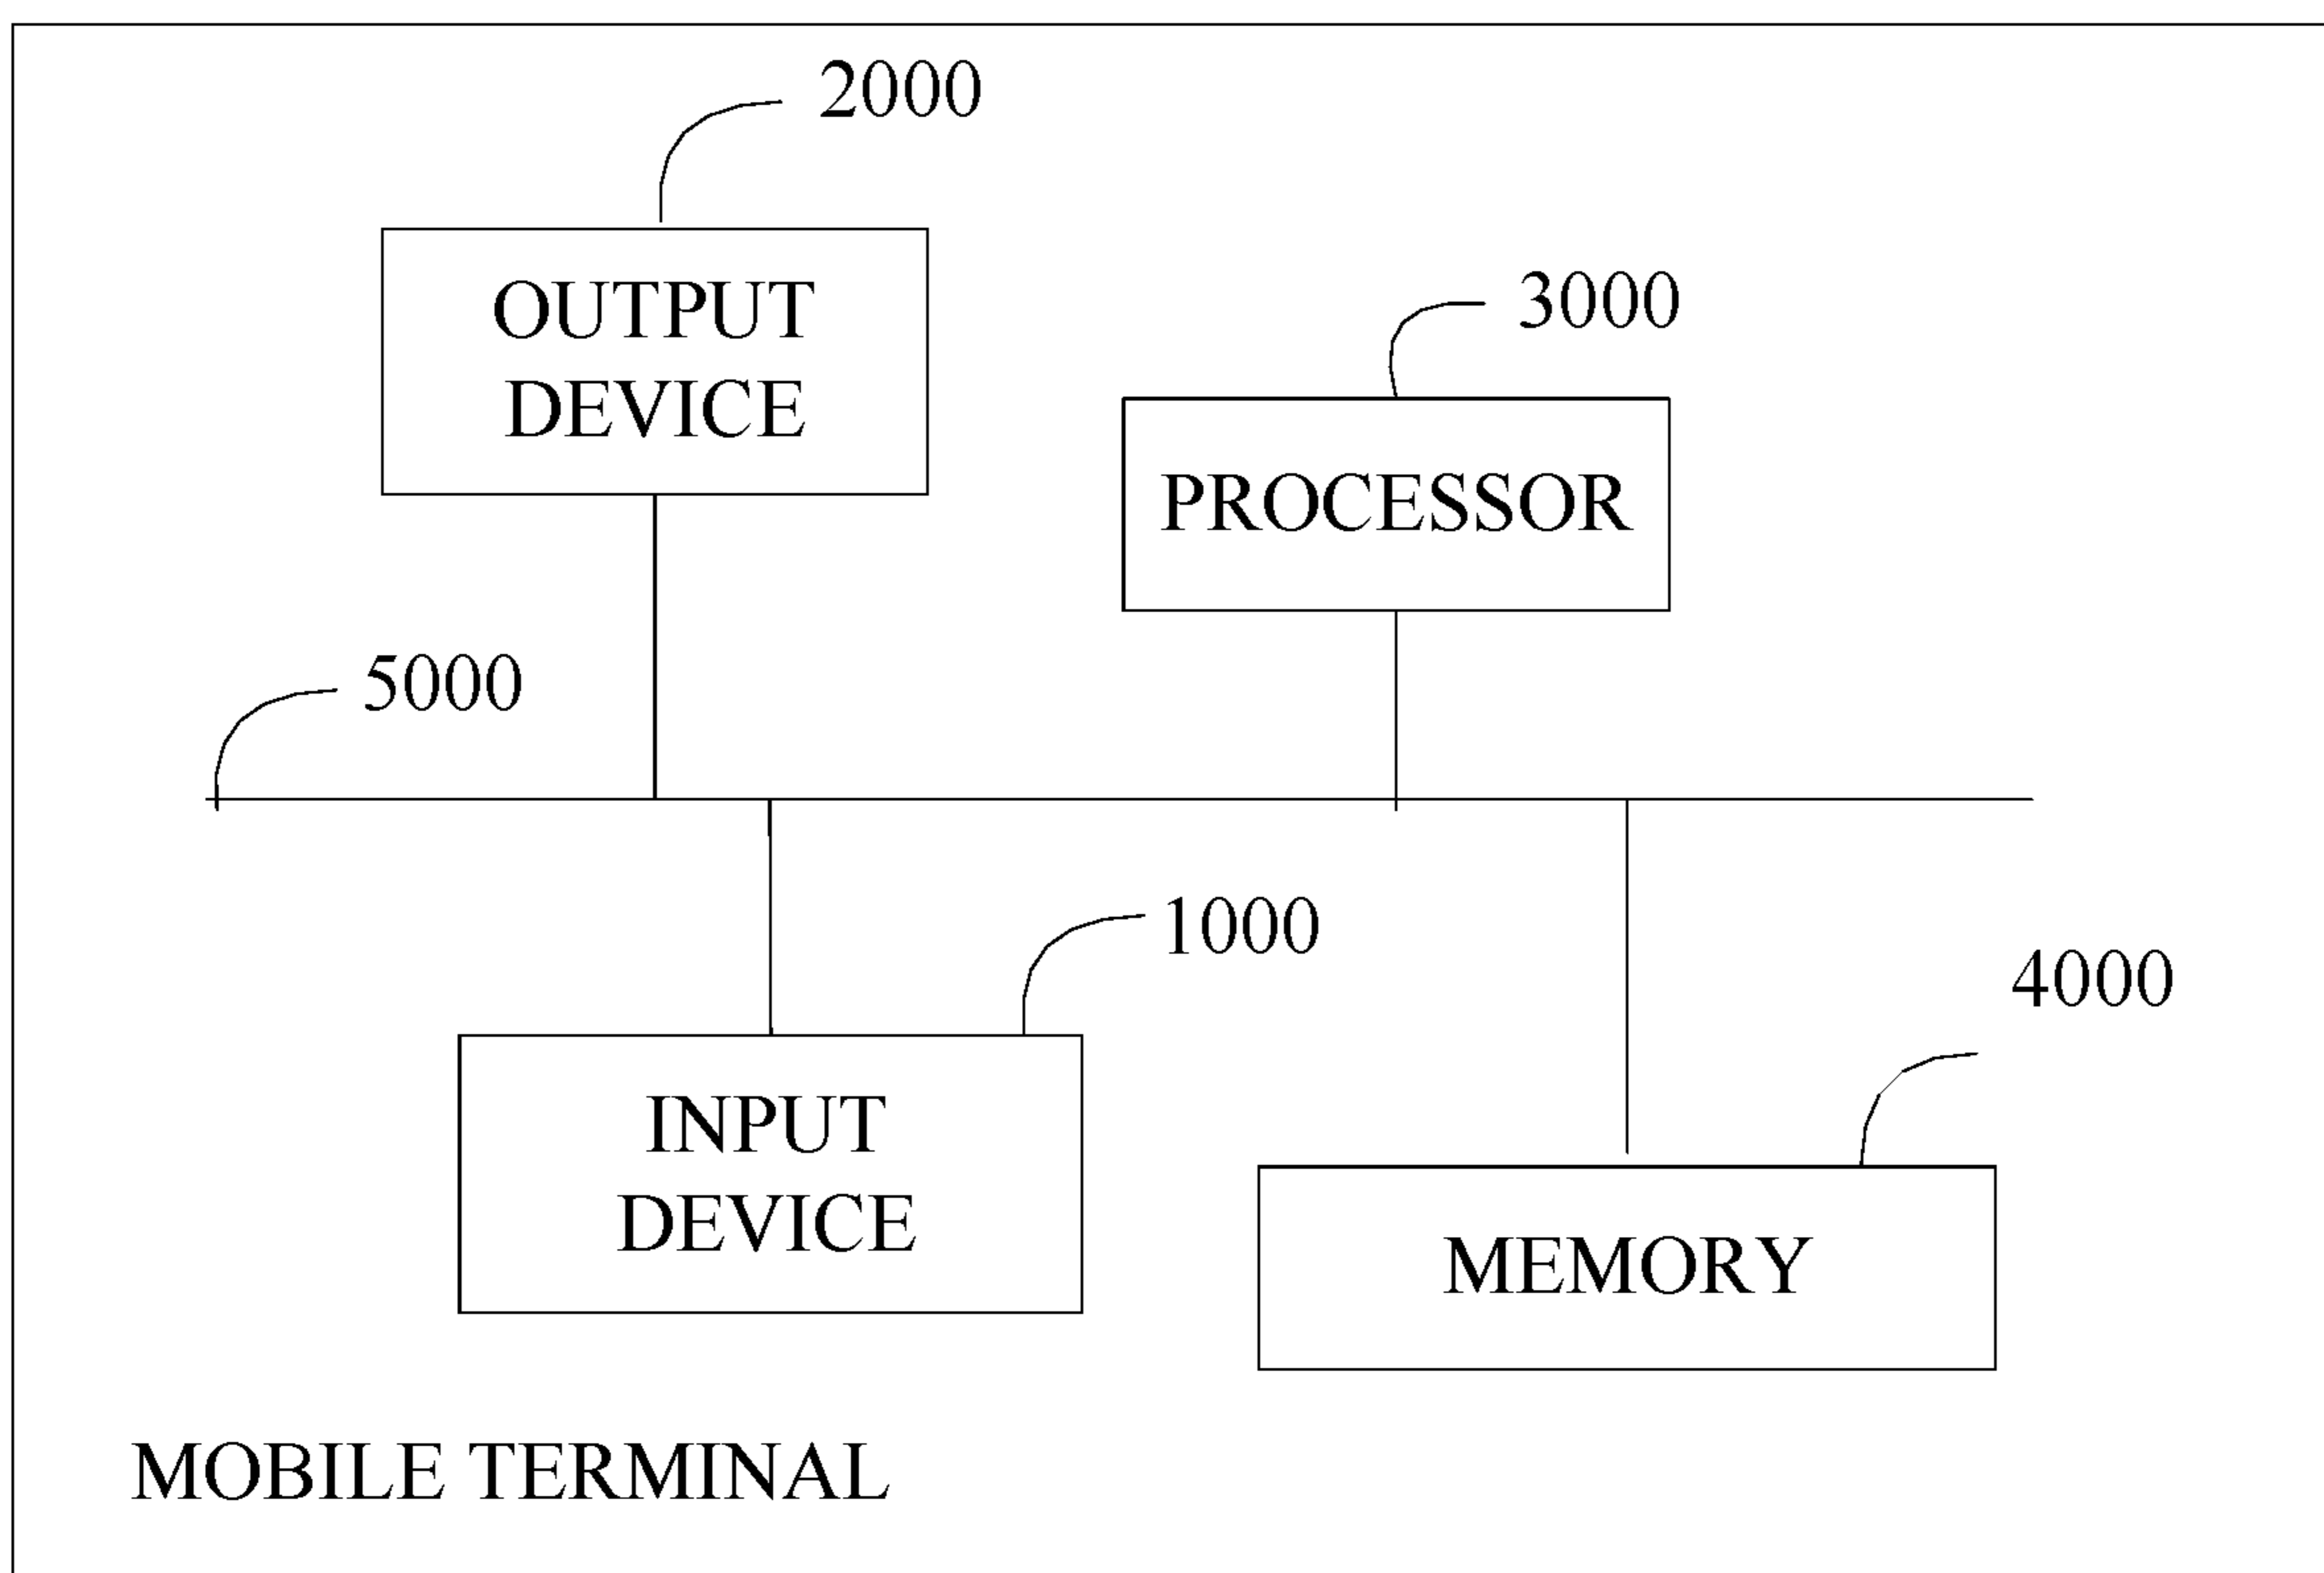 2000
OUTPUT
DEVICE
3000
PROCESSOR
5000
1000
4000
INPUT
DEVICE
MEMORY
MOBILE TERMINAL